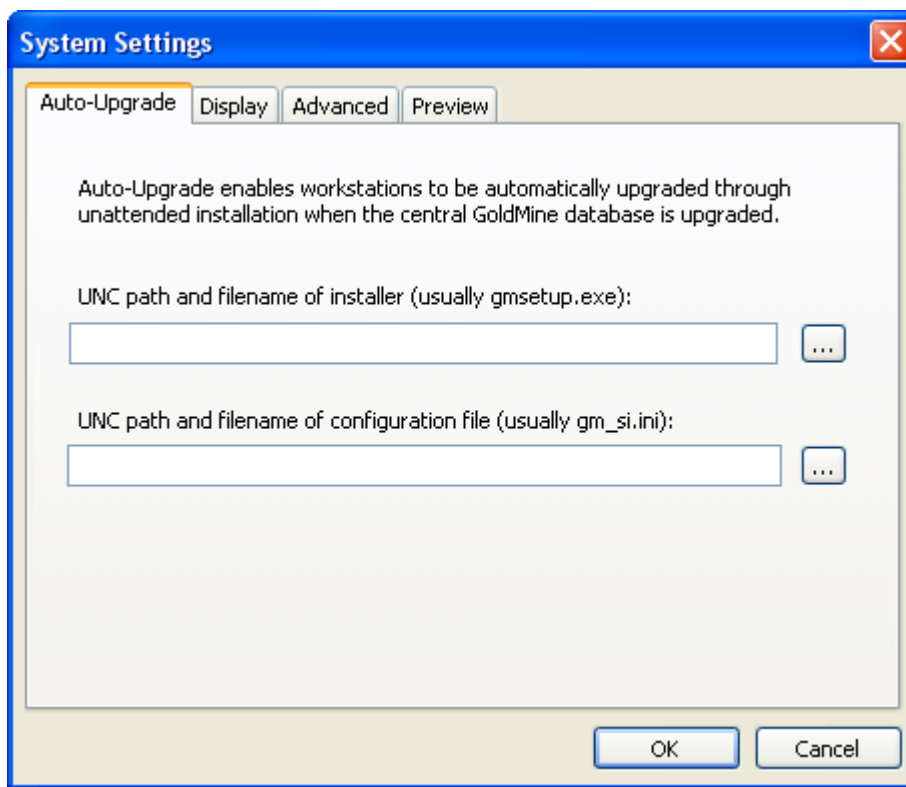 System Settings
Auto-Upgrade Display Advanced Preview
Auto-Upgrade enables workstations to be automatically upgraded through
unattended installation when the central GoldMine database is upgraded.
UNC path and filename of installer (usually gmsetup.exe):
...
UNC path and filename of configuration file (usually gm_si.ini):
...
OK Cancel